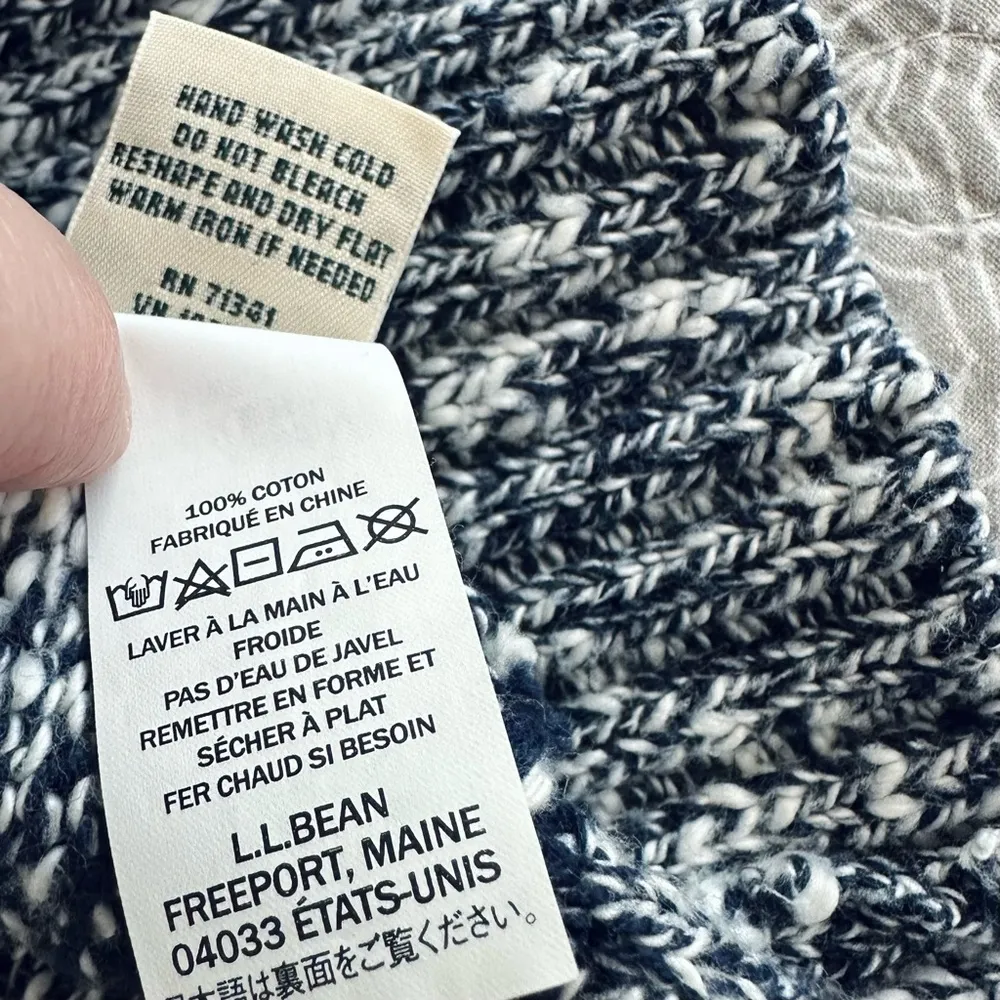 HAND WASH COLD
DO NOT BLEACH
RESHAPE AND DRY FLAT
WARM IRON IF NEEDED
RN 71341
VN
100% COTON
FABRIQUÉ EN CHINE
LAVER À LA MAIN À L'EAU
FROIDE
PAS D'EAU DE JAVEL
REMETTRE EN FORME ET
SÉCHER À PLAT
FER CHAUD SI BESOIN
L.L.BEAN
FREEPORT, MAINE
04033 ÉTATS-UNIS
日本語は裏面をご覧ください。